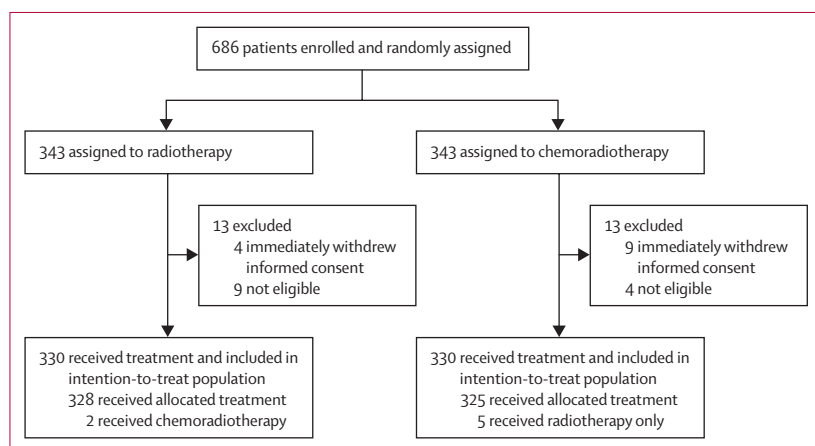 686 patients enrolled and randomly assigned
343 assigned to radiotherapy
343 assigned to chemoradiotherapy
13 excluded
4 immediately withdrew
informed consent
9 not eligible
13 excluded
9 immediately withdrew
informed consent
4 not eligible
330 received treatment and included in
intention-to-treat population
328 received allocated treatment
2 received chemoradiotherapy
330 received treatment and included in
intention-to-treat population
325 received allocated treatment
5 received radiotherapy only